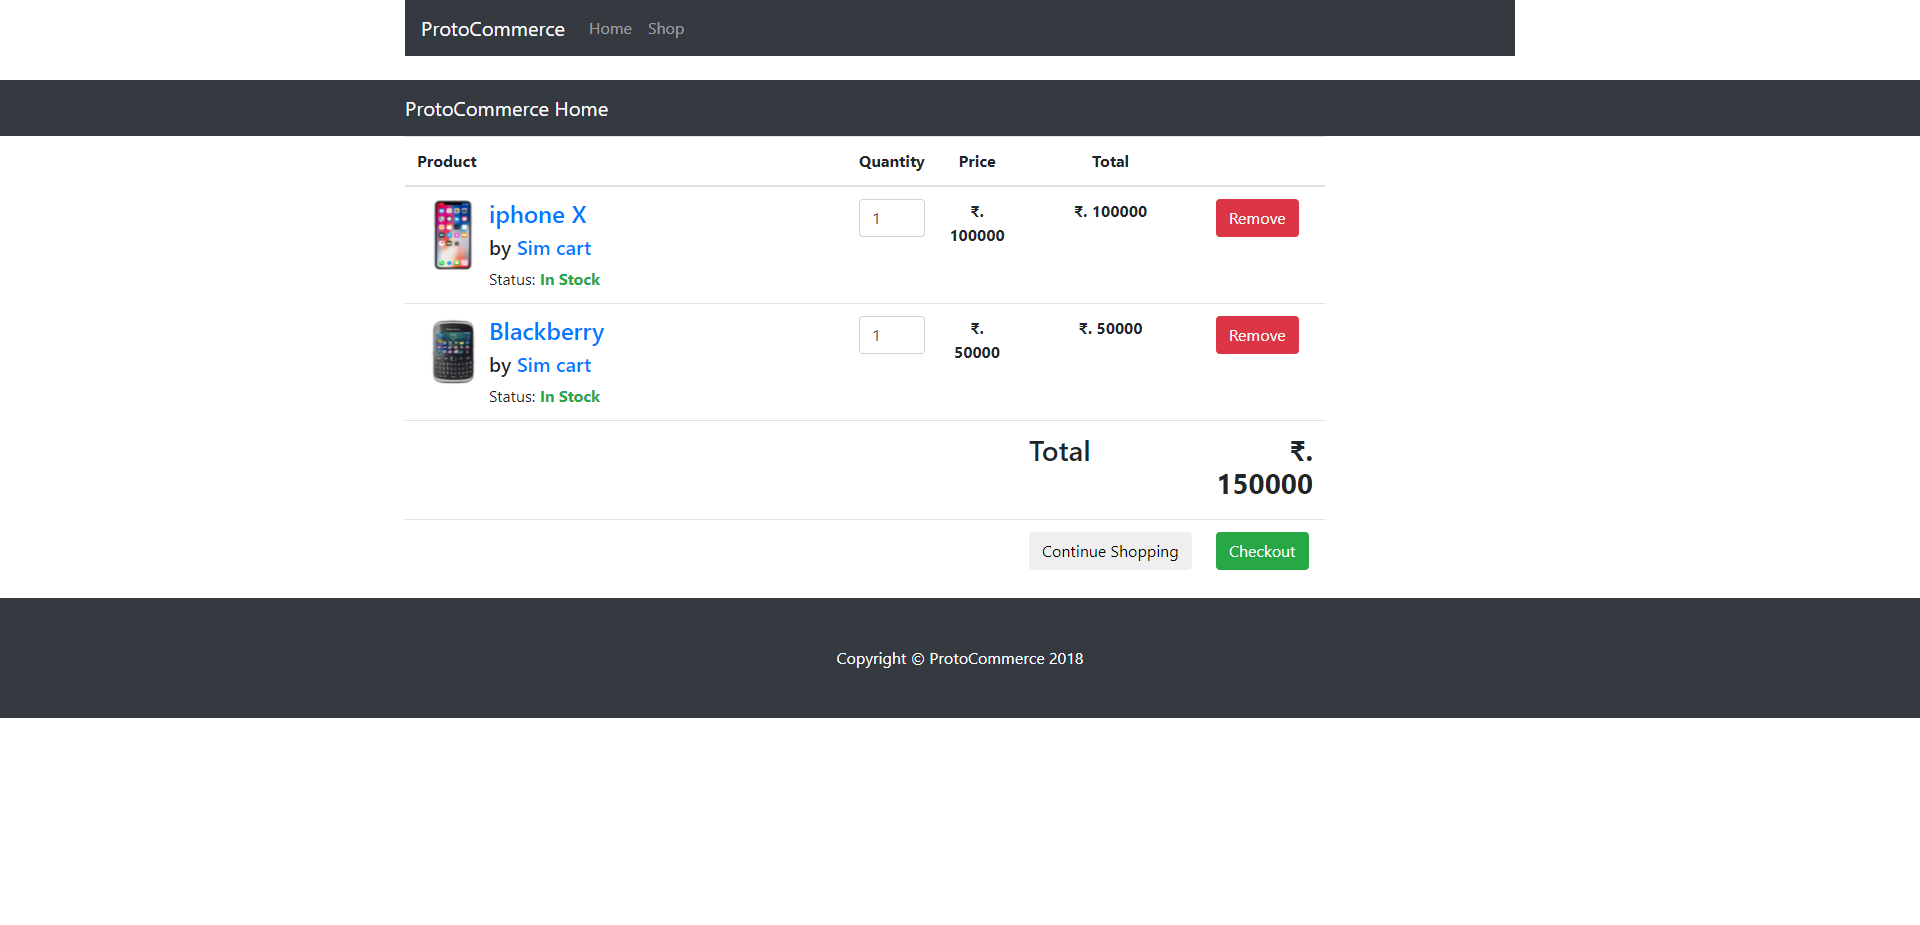 ProtoCommerce Home Shop
ProtoCommerce Home
Product Quantity Price Total
iphone X 1 ₹. ₹. 100000 Remove
100000
by Sim cart
Status: In Stock
Blackberry 1 ₹. ₹. 50000 Remove
50000
by Sim cart
Status: In Stock
Total ₹.
150000
Continue Shopping Checkout
Copyright © ProtoCommerce 2018